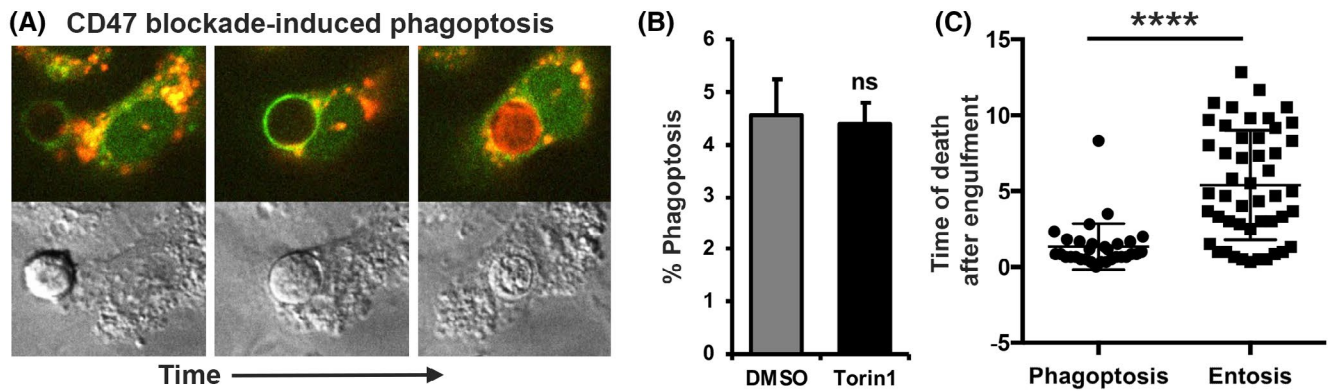 (A) CD47 blockade-induced phagoptosis
Time
(B)
% Phagoptosis
6
5
4
3
2
1
0
ns
DMSO Torin1
(C)
****
Time of death
after engulfment
15
10
5
0
-5
Phagoptosis Entosis